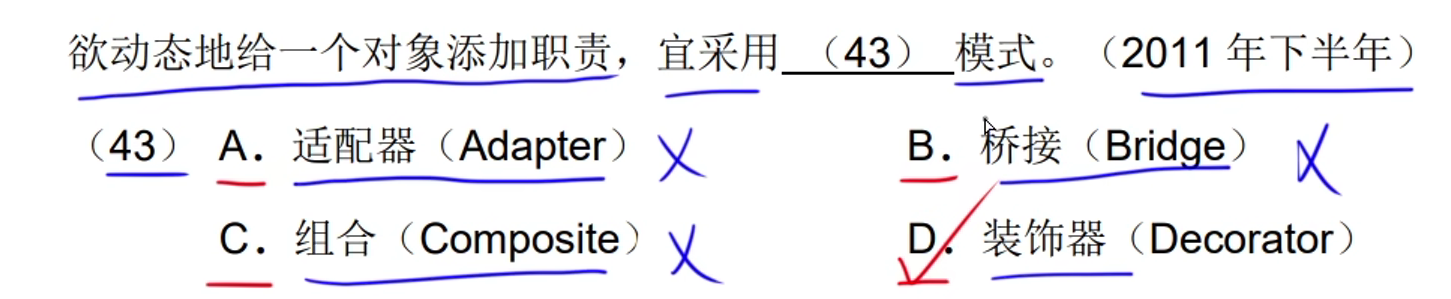 欲动态地给一个对象添加职责，宜采用 （43） 模式。（2011 年下半年）
（43） A．适配器（Adapter） B．桥接（Bridge）
C．组合（Composite） D．装饰器（Decorator）